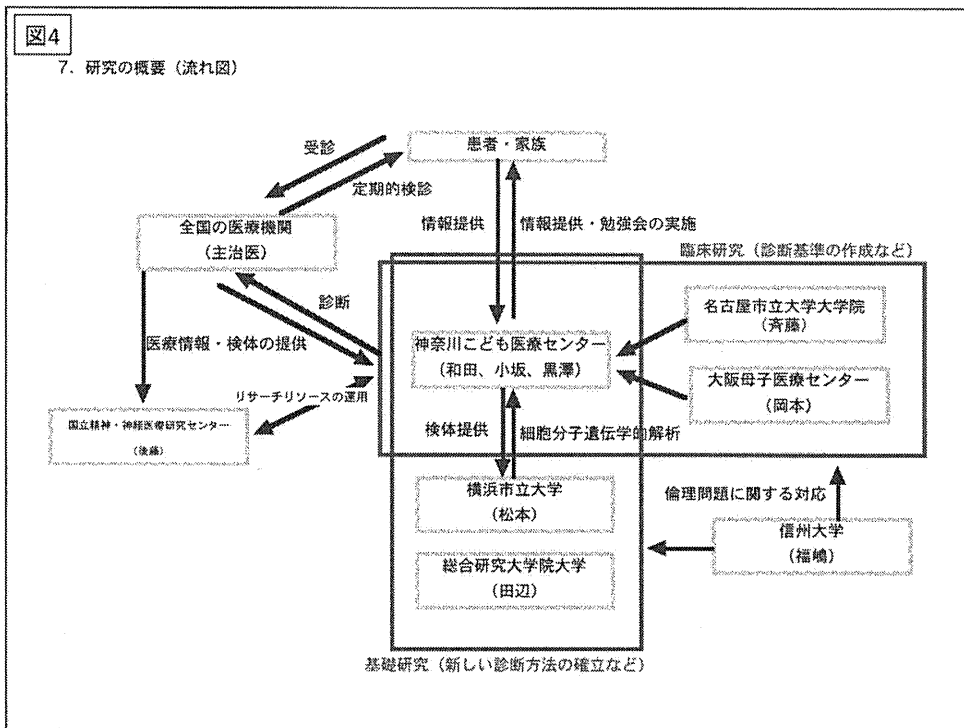 図4
7. 研究の概要（流れ図）
患者・家族
受診
定期的検診
全国の医療機関
（主治医）
情報提供
情報提供・勉強会の実施
臨床研究（診断基準の作成など）
診断
名古屋市立大学大学院
（斉藤）
神奈川こども医療センター
（和田、小坂、黒澤）
医療情報・検体の提供
大阪母子医療センター
（岡本）
リサーチリソースの運用
国立精神・神経医療研究センター
（後藤）
検体提供
細胞分子遺伝学的解析
横浜市立大学
（松本）
倫理問題に関する対応
信州大学
（福嶋）
総合研究大学院大学
（田辺）
基礎研究（新しい診断方法の確立など）